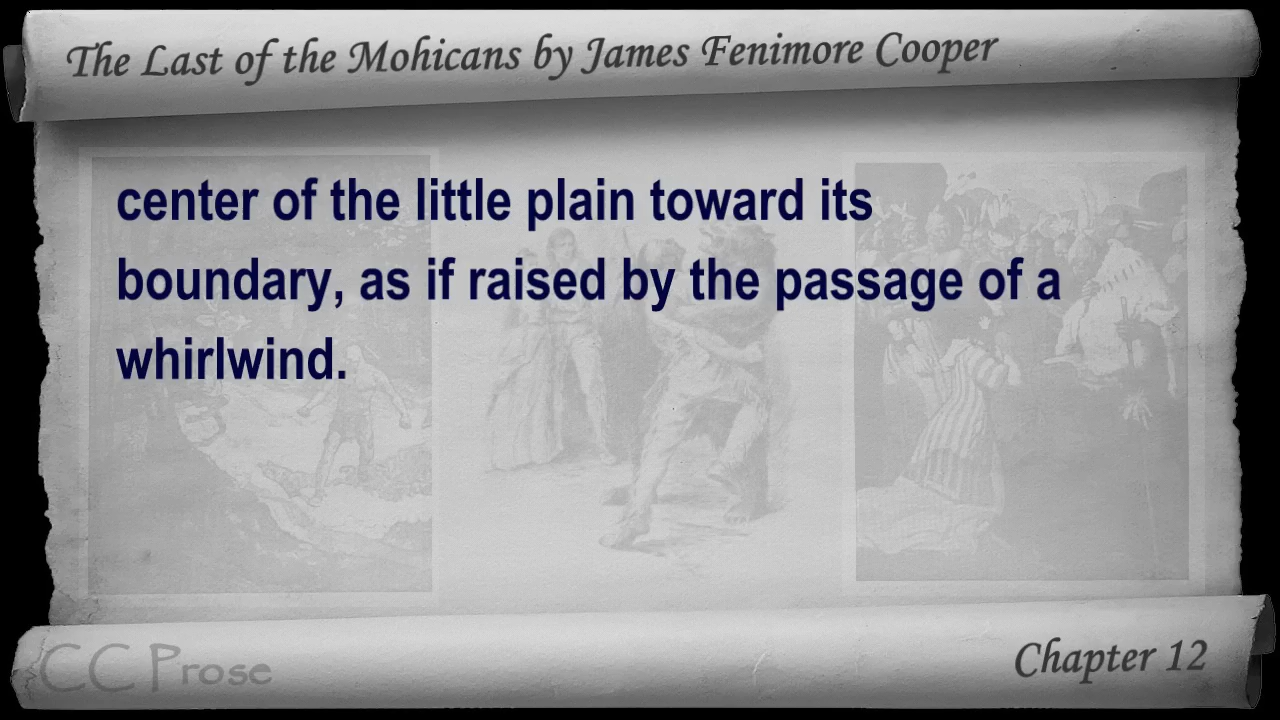 The Last of the Mohicans by James Fenimore Cooper
center of the little plain toward its
boundary, as if raised by the passage of a
whirlwind.
CC Prose
Chapter 12